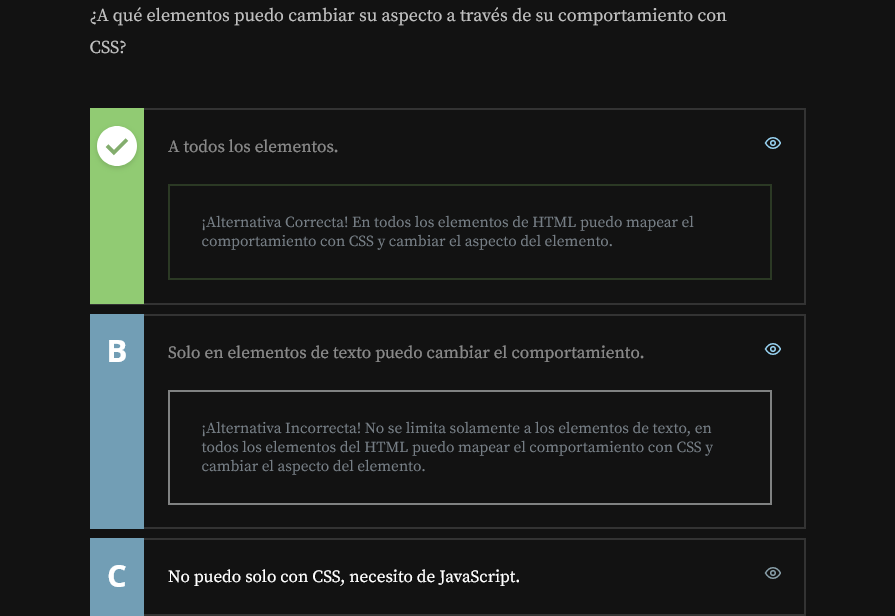 ¿A qué elementos puedo cambiar su aspecto a través de su comportamiento con
CSS?
A todos los elementos.
¡Alternativa Correcta! En todos los elementos de HTML puedo mapear el
comportamiento con CSS y cambiar el aspecto del elemento.
B
Solo en elementos de texto puedo cambiar el comportamiento.
¡Alternativa Incorrecta! No se limita solamente a los elementos de texto, en
todos los elementos del HTML puedo mapear el comportamiento con CSS y
cambiar el aspecto del elemento.
C
No puedo solo con CSS, necesito de JavaScript.